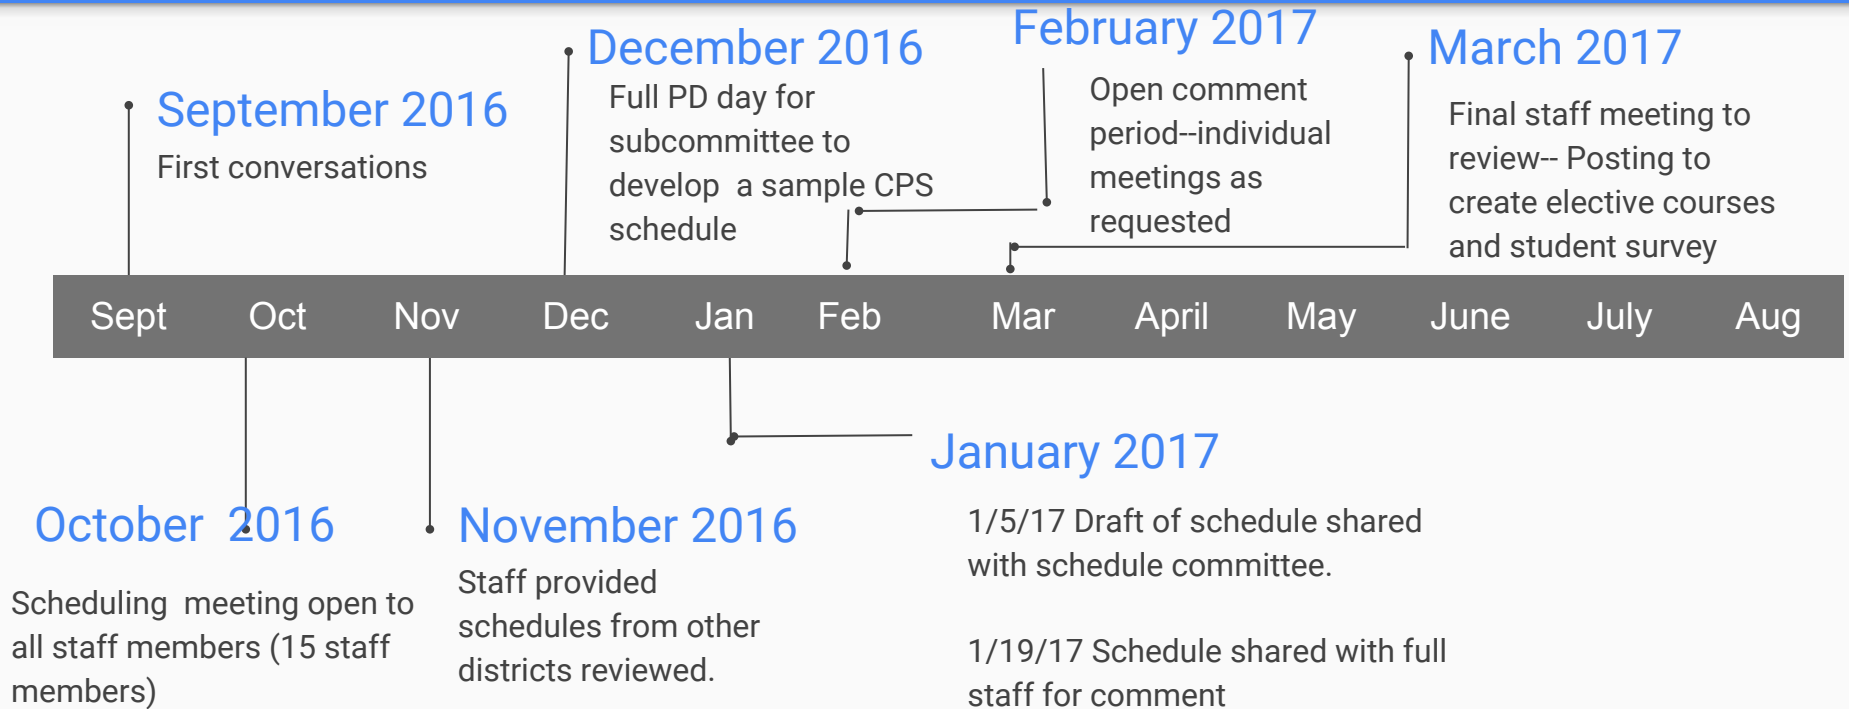 September 2016
First conversations
December 2016
Full PD day for
subcommittee to
develop  a sample CPS
schedule
February 2017
Open comment
period--individual
meetings as
requested
March 2017
Final staff meeting to
review-- Posting to
create elective courses
and student survey
Sept Oct Nov Dec Jan Feb Mar April May June July Aug
October  2016
Scheduling  meeting open to
all staff members (15 staff
members)
November 2016
Staff provided
schedules from other
districts reviewed.
January 2017
1/5/17 Draft of schedule shared
with schedule committee.
1/19/17 Schedule shared with full
staff for comment